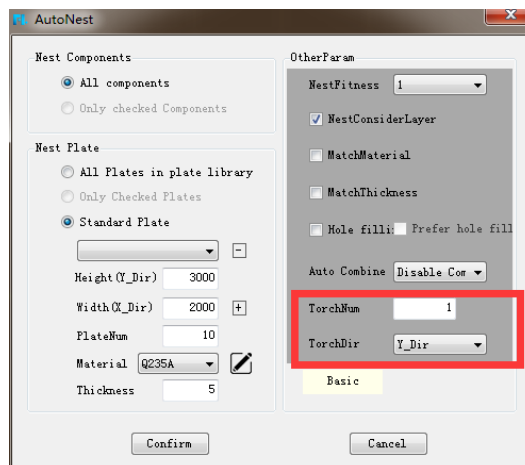 AutoNest
Nest Components
All components
Only checked Components
Nest Plate
All Plates in plate library
Only Checked Plates
Standard Plate
Height(Y_Dir) 3000
Width(X_Dir) 2000
PlateNum 10
Material Q235A
Thickness 5
OtherParam
NestFitness 1
NestConsiderLayer
MatchMaterial
MatchThickness
Hole filli Prefer hole fill
Auto Combine Disable Com
TorchNum 1
TorchDir Y_Dir
Basic
Confirm
Cancel